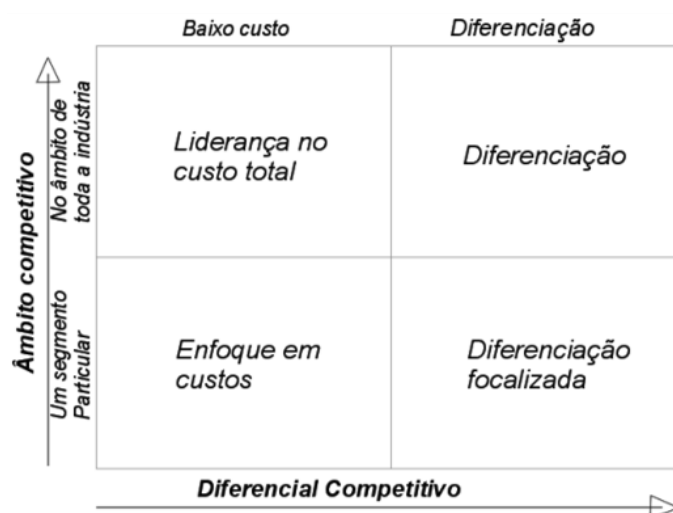 Baixo custo
Diferenciação
Âmbito competitivo
No âmbito de
toda a indústria
Liderança no
custo total
Diferenciação
Um segmento
Particular
Enfoque em
custos
Diferenciação
focalizada
Diferencial Competitivo